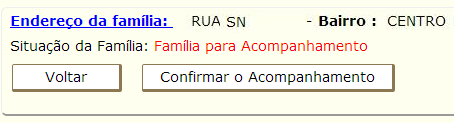 Endereço da família: RUA SN - Bairro : CENTRO
Situação da Família: Família para Acompanhamento
Voltar Confirmar o Acompanhamento